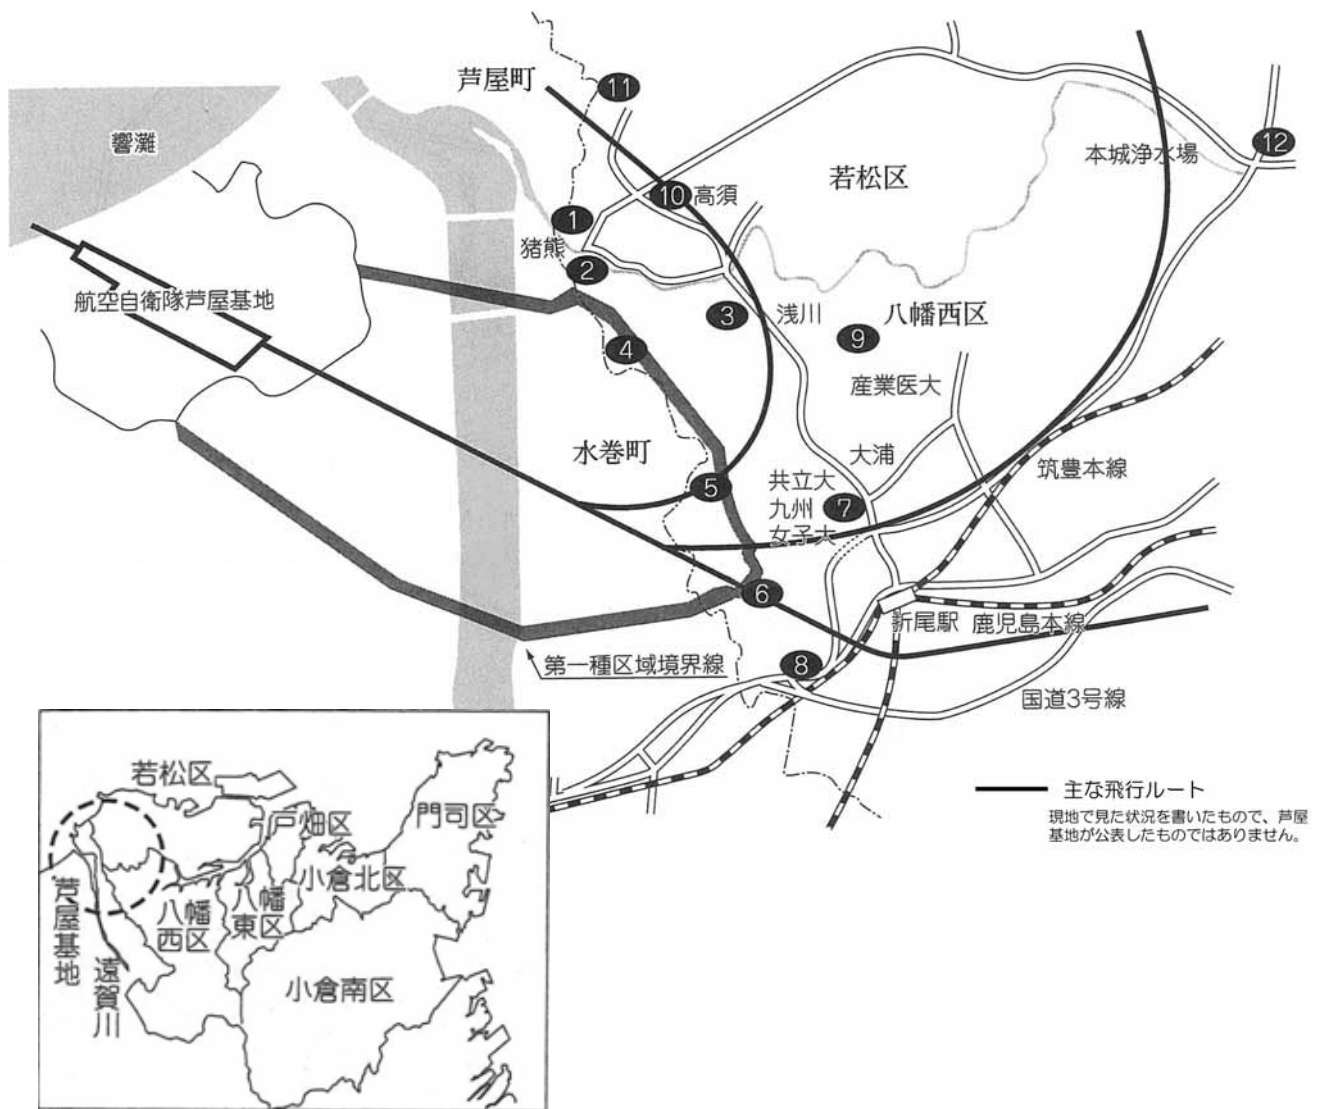 芦屋町
11
響灘
12
本城浄水場
若松区
10
高須
1
猪熊
2
航空自衛隊芦屋基地
3
浅川
八幡西区
9
4
産業医大
水巻町
大浦
筑豊本線
5
共立大
九州
女子大
7
6
折尾駅
鹿児島本線
第一種区域境界線
8
国道3号線
主な飛行ルート
現地で見た状況を書いたもので、芦屋
基地が公表したものではありません。
若松区
戸畑区
門司区
小倉北区
八幡
東区
八幡
西区
芦屋基地
遠賀川
小倉南区